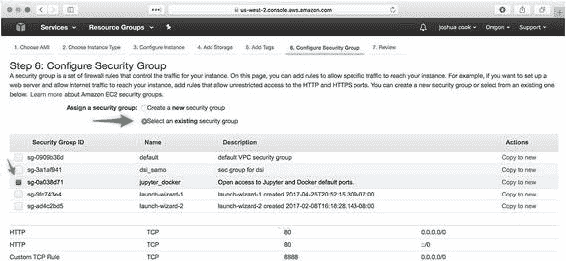 us-west-2.console.aws.amazon.com
Services Resource Groups joshua cook Oregon Support
1. Choose AMI 2. Choose Instance Type 3. Configure Instance 4. Add Storage 5. Add Tags 6. Configure Security Group 7. Review
Step 6: Configure Security Group
A security group is a set of firewall rules that control the traffic for your instance. On this page, you can add rules to allow specific traffic to reach your instance. For example, if you want to set up a
web server and allow Internet traffic to reach your instance, add rules that allow unrestricted access to the HTTP and HTTPS ports. You can create a new security group or select from an existing one
below. Learn more about Amazon EC2 security groups.
Assign a security group: Create a new security group
Select an existing security group
Security Group ID Name Description Actions
sg-0909b36d default default VPC security group Copy to new
sg-3a1af941 dsi_samo sec group for dsi Copy to new
sg-0a038d71 jupyter_docker Open access to Jupyter and Docker default ports. Copy to new
launch-wizard-1 launch-wizard-1 created Copy to new
sg-ad4c2bd5 launch-wizard-2 launch-wizard-2 created 2017-02-08T16:18:28.143-08:00 Copy to new
HTTP TCP 80 0.0.0.0/0
HTTP TCP 80 ::/0
Custom TCP Rule TCP 8888 0.0.0.0/0